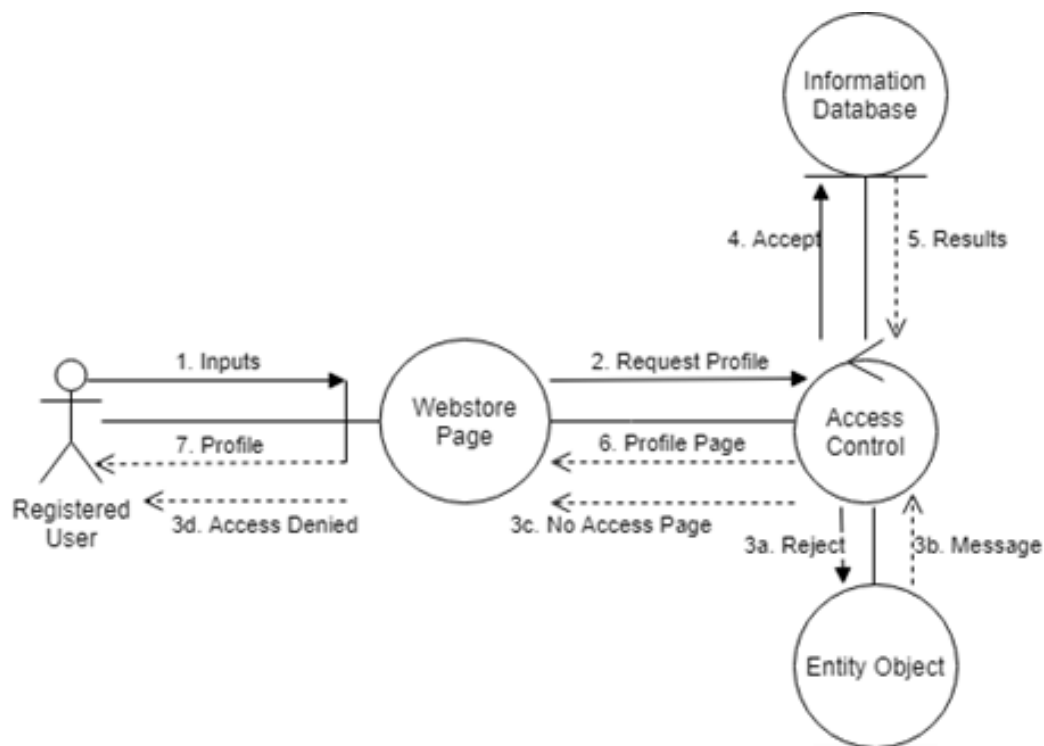 Information
Database
4. Accept
5. Results
1. Inputs
2. Request Profile
Webstore
Page
Access
Control
7. Profile
6. Profile Page
Registered
User
3d. Access Denied
3c. No Access Page
3a. Reject
3b. Message
Entity Object